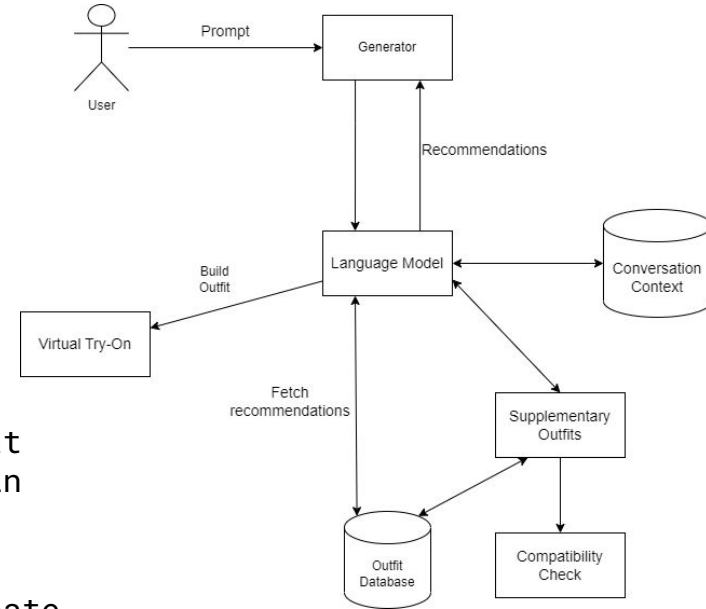 Prompt
Generator
User
Recommendations
Language Model
Conversation
Context
Build
Outfit
Virtual Try-On
Fetch
recommendations
Supplementary
Outfits
Outfit
Database
Compatibility
Check